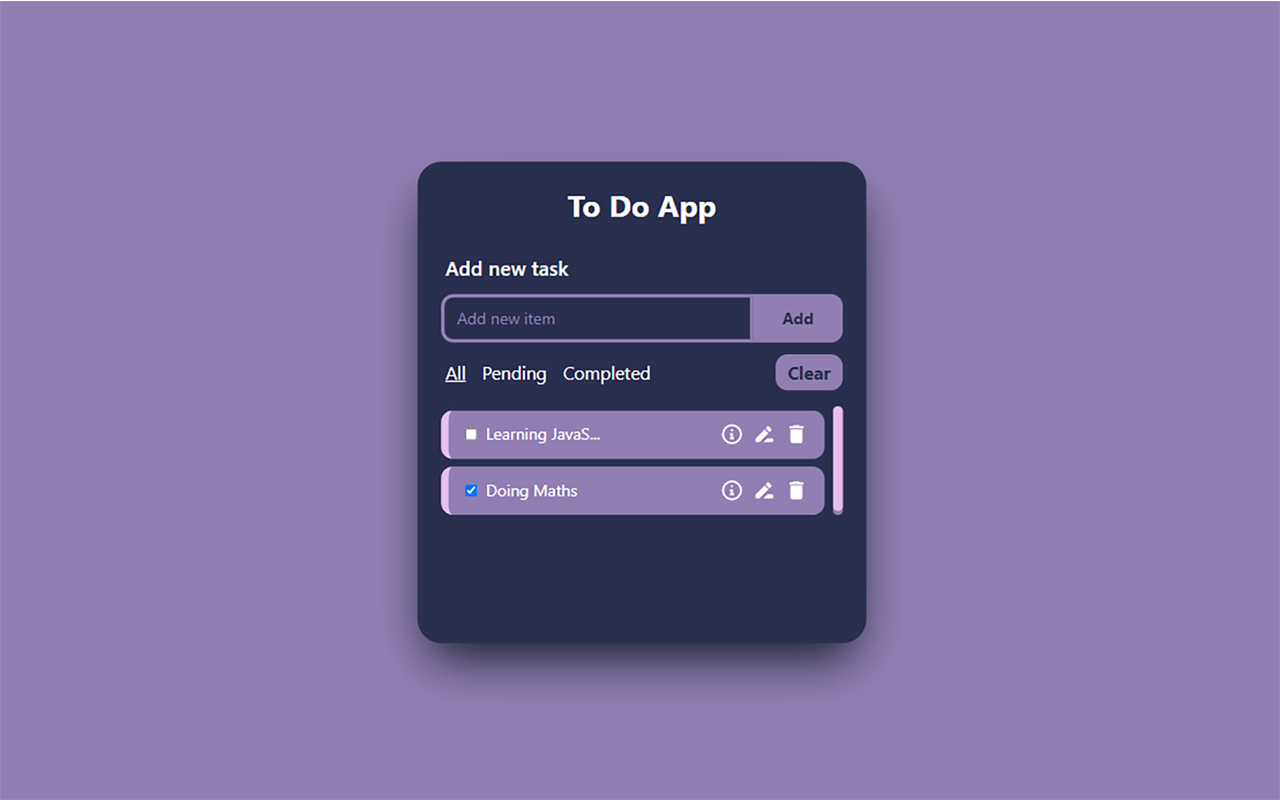 To Do App
Add new task
Add new item Add
All Pending Completed Clear
Learning JavaS...
Doing Maths